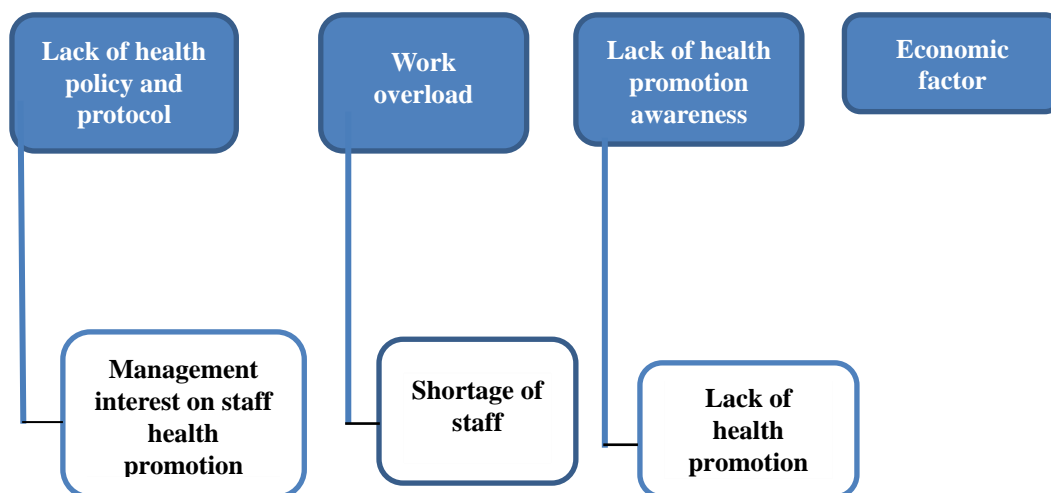 Lack of health
policy and
protocol
Work
overload
Lack of health
promotion
awareness
Economic
factor
Management
interest on staff
health
promotion
Shortage of
staff
Lack of
health
promotion